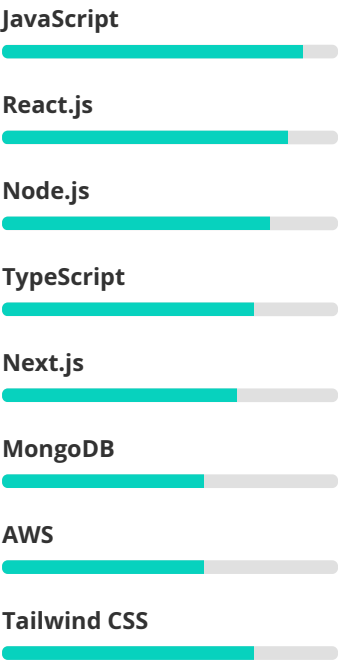 JavaScript
React.js
Node.js
TypeScript
Next.js
MongoDB
AWS
Tailwind CSS